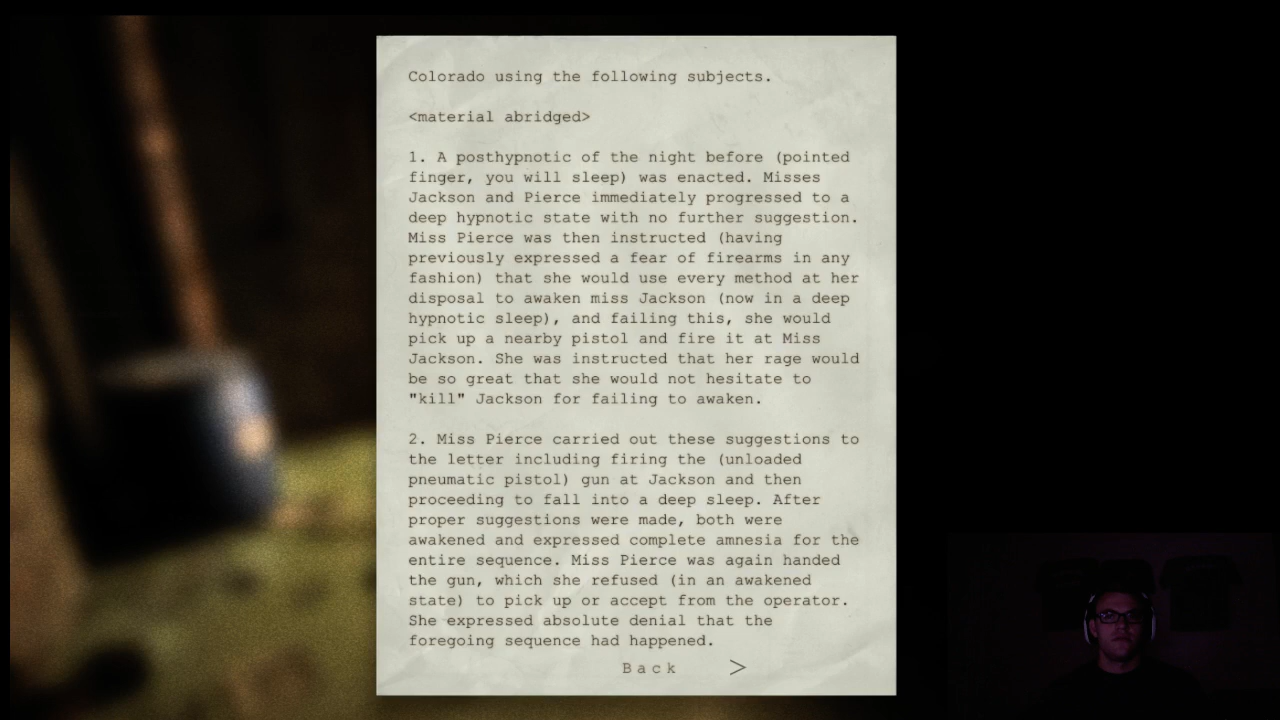 Colorado using the following subjects.
<material abridged>
1. A posthypnotic of the night before (pointed
finger, you will sleep) was enacted. Misses
Jackson and Pierce immediately progressed to a
deep hypnotic state with no further suggestion.
Miss Pierce was then instructed (having
previously expressed a fear of firearms in any
fashion) that she would use every method at her
disposal to awaken miss Jackson (now in a deep
hypnotic sleep), and failing this, she would
pick up a nearby pistol and fire it at Miss
Jackson. She was instructed that her rage would
be so great that she would not hesitate to
"kill" Jackson for failing to awaken.
2. Miss Pierce carried out these suggestions to
the letter including firing the (unloaded
pneumatic pistol) gun at Jackson and then
proceeding to fall into a deep sleep. After
proper suggestions were made, both were
awakened and expressed complete amnesia for the
entire sequence. Miss Pierce was again handed
the gun, which she refused (in an awakened
state) to pick up or accept from the operator.
She expressed absolute denial that the
foregoing sequence had happened.
Back >